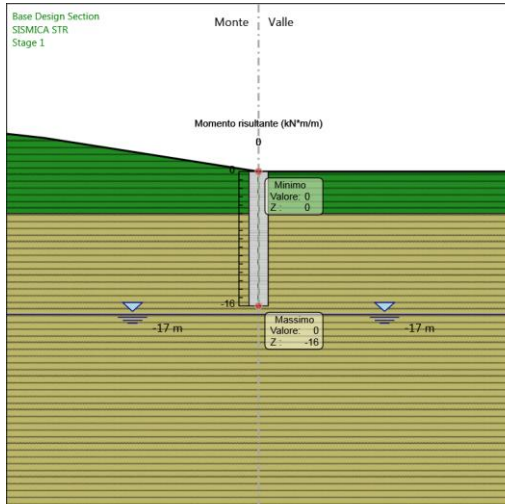 Base Design Section
SISMICA STR
Stage 1
Monte
Valle
Momento risultante (kN*m/m)
0
0
Minimo
Valore: 0
Z : 0
-16
Massimo
Valore: 0
Z : -16
-17 m
-17 m